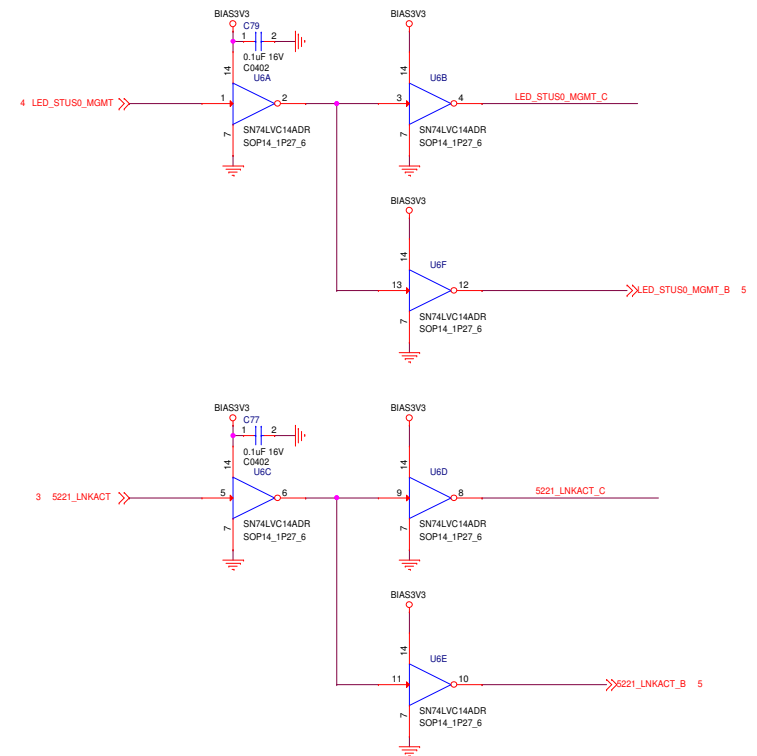 BIAS3V3 BIAS3V3
C79
1 2
0.1uF 16V
C0402
14 U6A 14 U6B
4 LED_STUS0_MGMT 1 2 3 4 LED_STUS0_MGMT_C
7 SN74LVC14ADR 7 SN74LVC14ADR
SOP14_1P27_6 SOP14_1P27_6
BIAS3V3
14 U6F
13 12 LED_STUS0_MGMT_B 5
7 SN74LVC14ADR
SOP14_1P27_6
BIAS3V3 BIAS3V3
C77
1 2
0.1uF 16V
C0402
14 U6C 14 U6D
3 5221_LNKACT 5 6 9 8 5221_LNKACT_C
7 SN74LVC14ADR 7 SN74LVC14ADR
SOP14_1P27_6 SOP14_1P27_6
BIAS3V3
14 U6E
11 10 5221_LNKACT_B 5
7 SN74LVC14ADR
SOP14_1P27_6